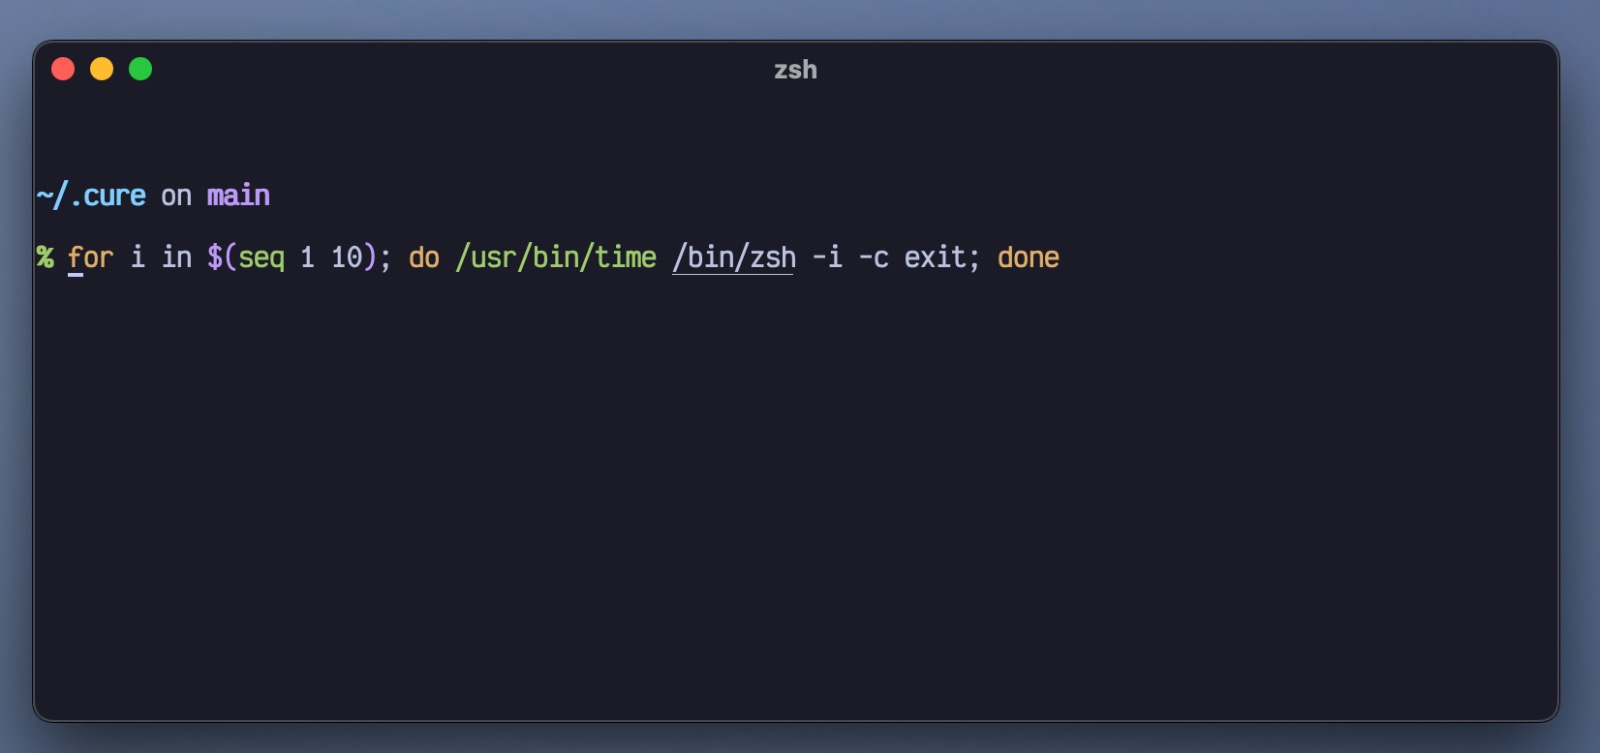 zsh
~/.cure on main
% for i in $(seq 1 10); do /usr/bin/time /bin/zsh -i -c exit; done